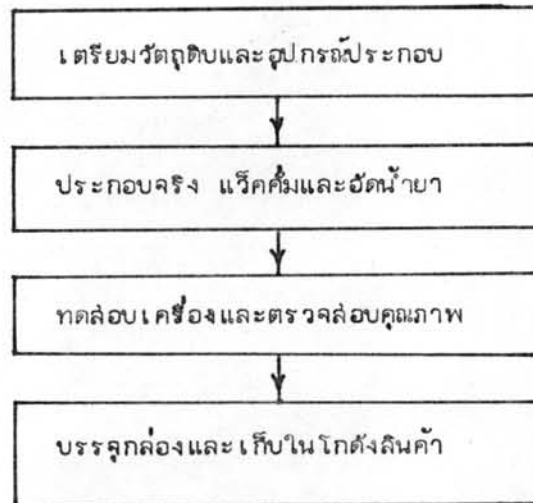 เตรียมวัตถุดิบและอุปกรณ์ประกอบ
ประกอบจริง แว็คคั่มและอัดน้ำยา
ทดสอบเครื่องและตรวจสอบคุณภาพ
บรรจุกล่องและเก็บในโกดังสินค้า